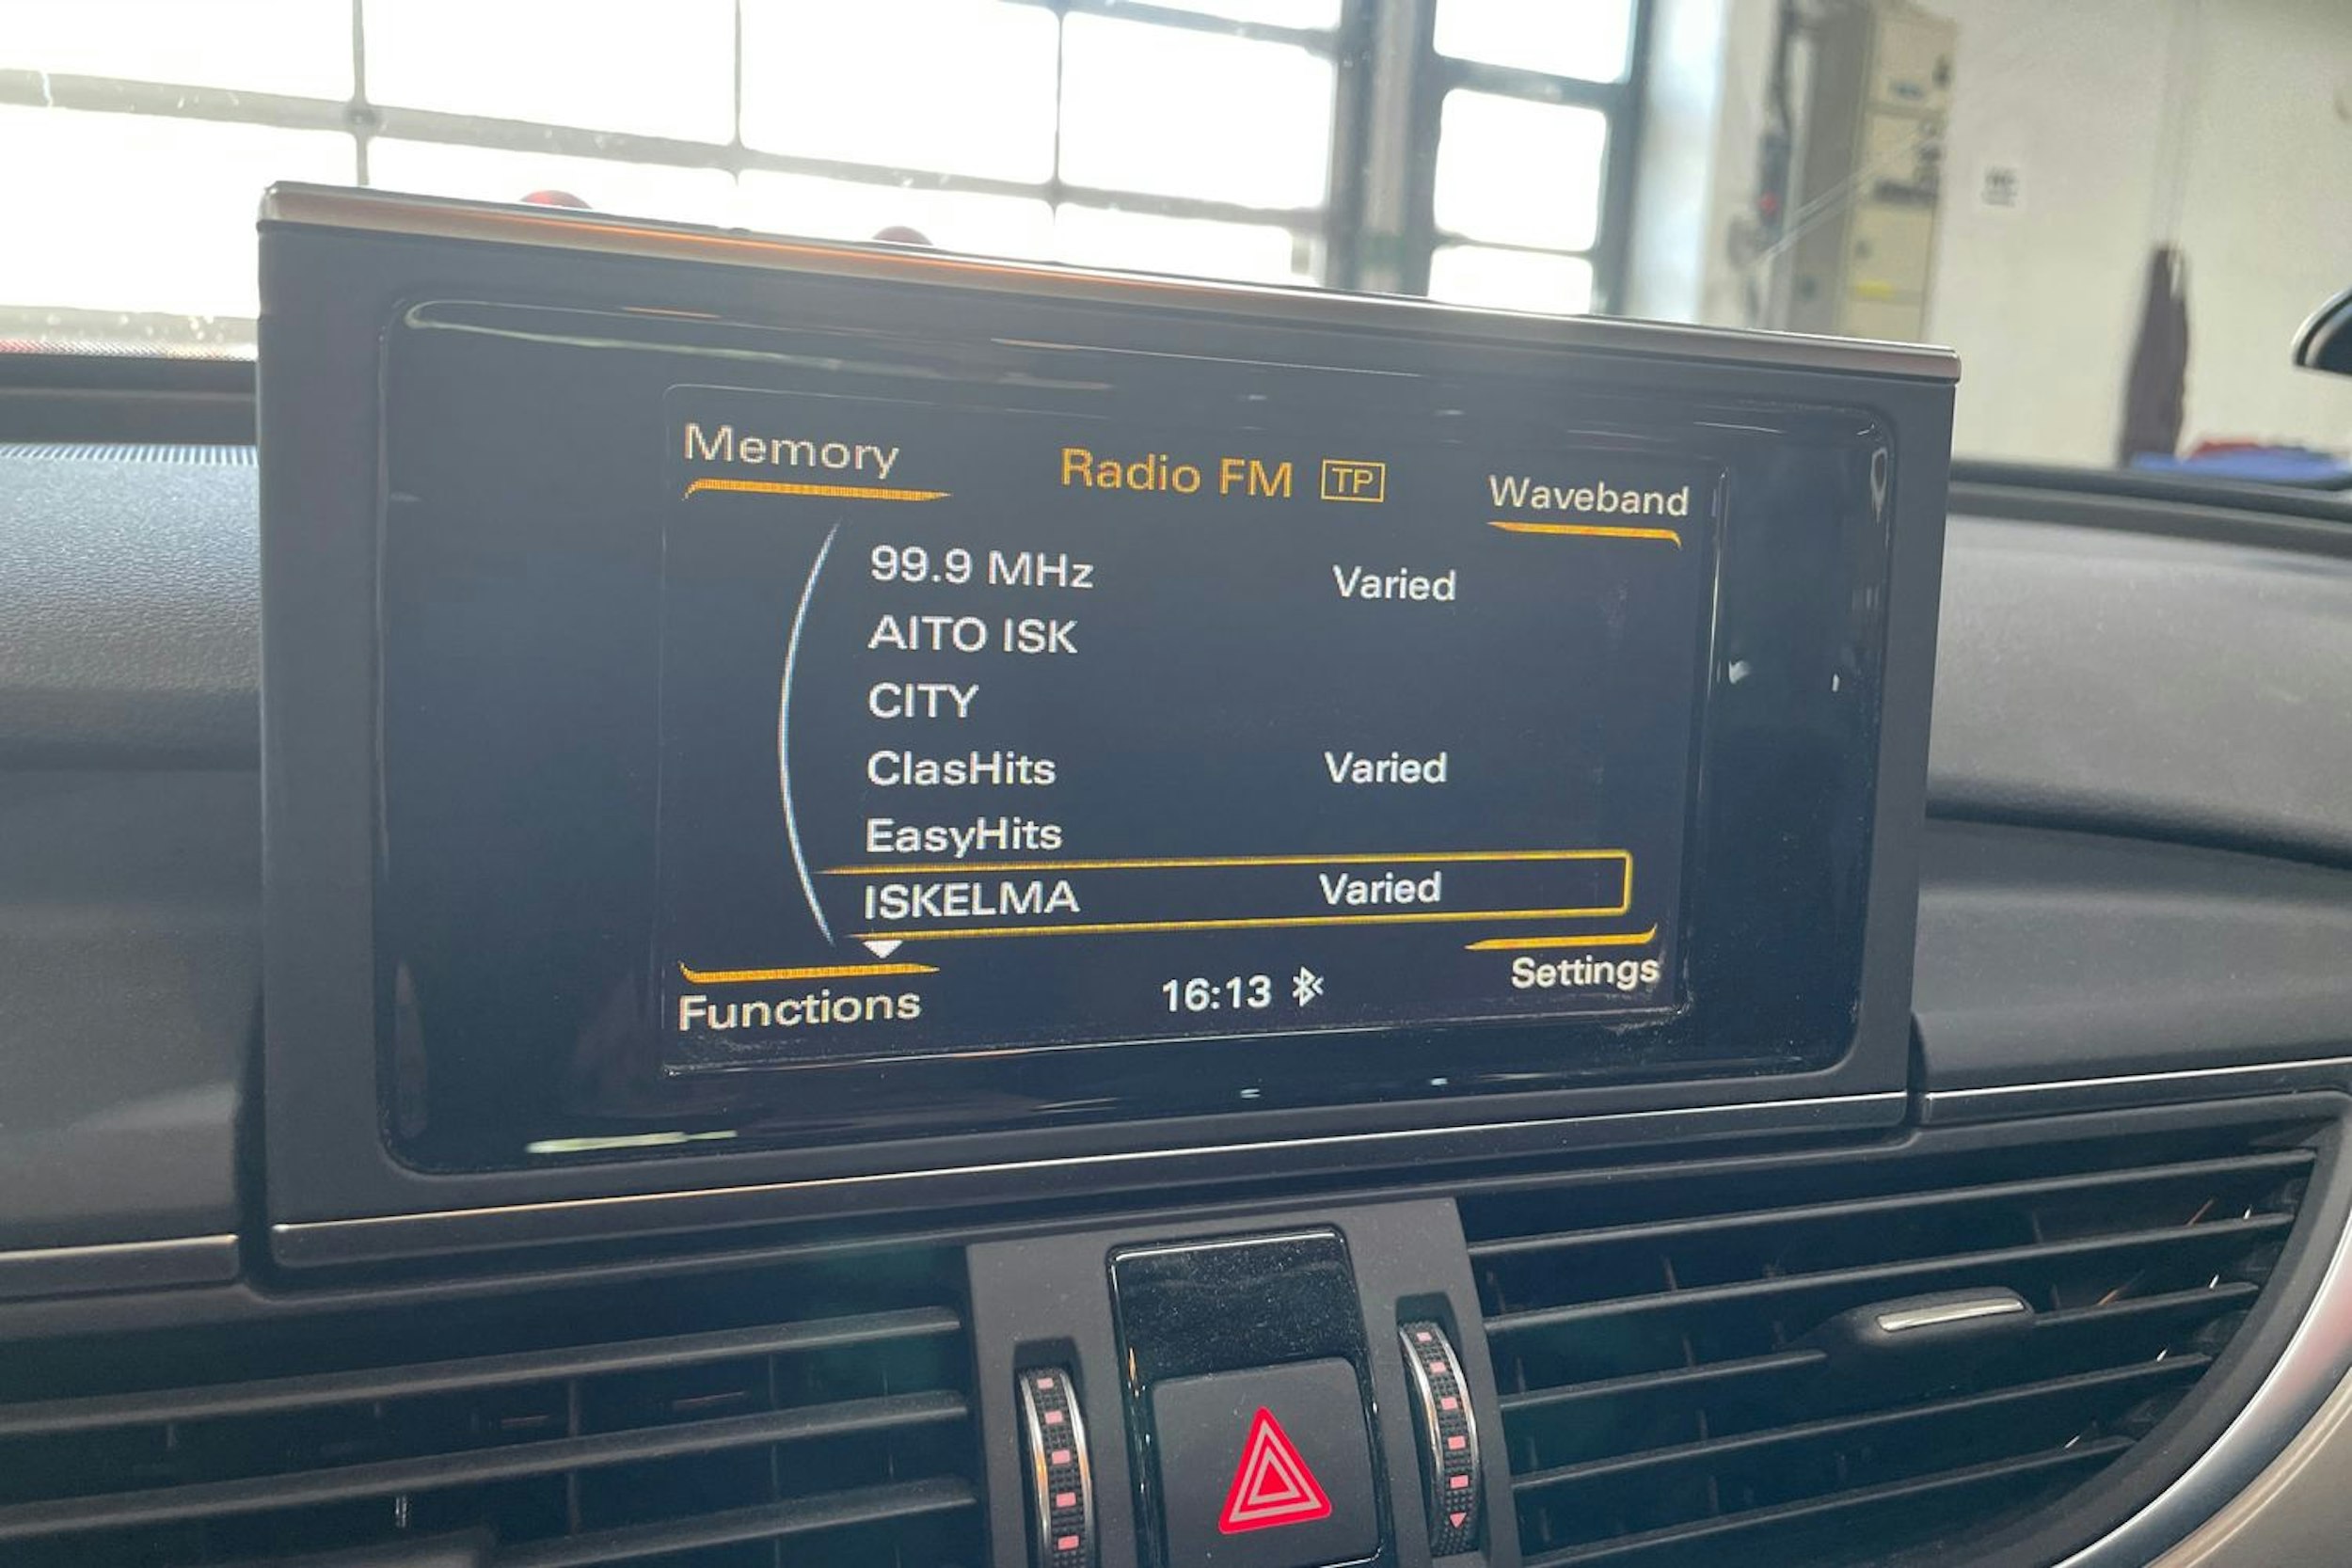 Memory
Radio FM TP
Waveband
99.9 MHz Varied
AITO ISK
CITY
ClasHits Varied
EasyHits
ISKELMA Varied
Functions
16:13
Settings